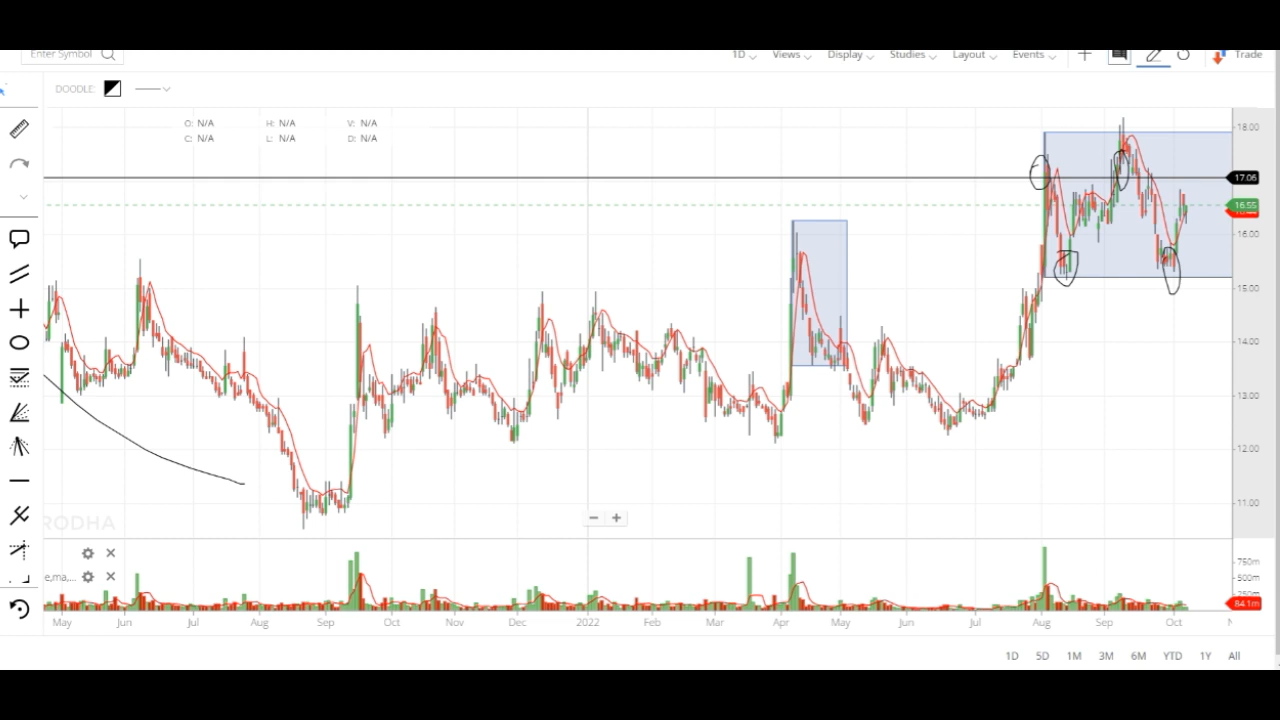 Enter Symbol 1D Views Display Studies Layout Events Trade
DOODLE:
O: N/A H: N/A V: N/A
C: N/A L: N/A D: N/A
18.00
17.06
16.55
16.00
15.00
14.00
13.00
12.00
11.00
RODHA
e,ma,...
750m
500m
84.1m
May Jun Jul Aug Sep Oct Nov Dec 2022 Feb Mar Apr May Jun Jul Aug Sep Oct
1D 5D 1M 3M 6M YTD 1Y All